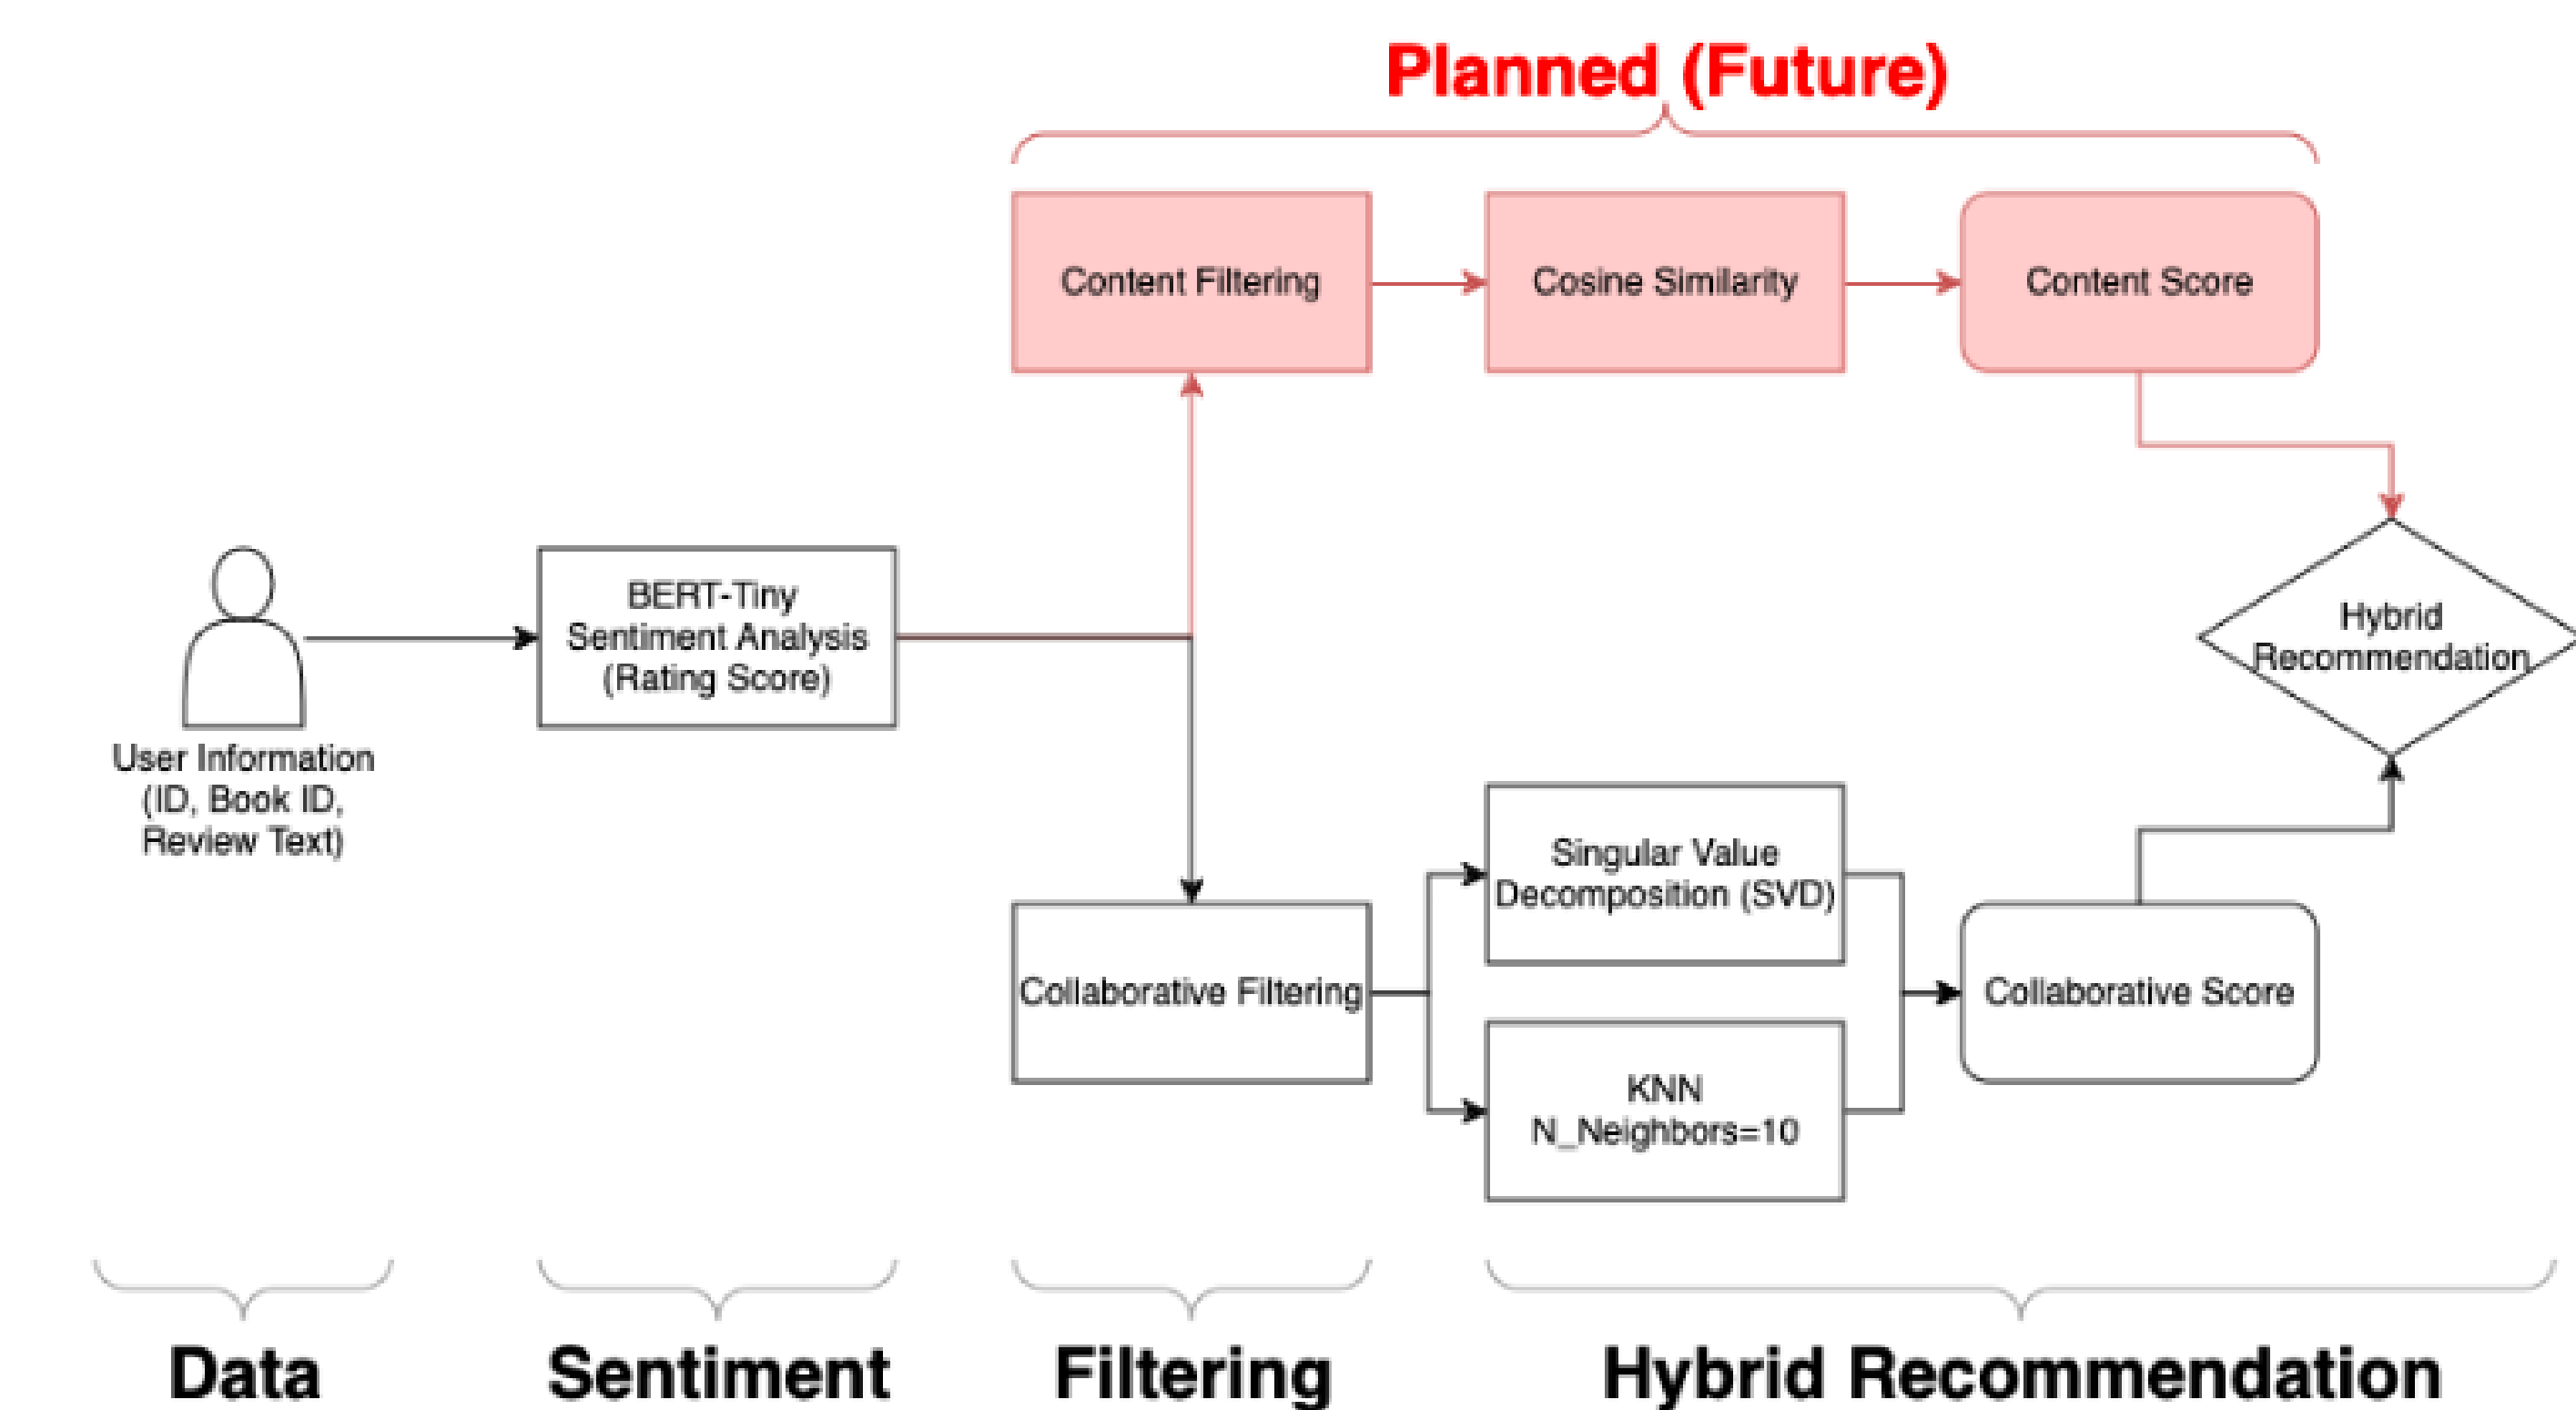 Planned (Future)
Content Filtering
Cosine Similarity
Content Score
BERT-Tiny
Sentiment Analysis
(Rating Score)
User Information
(ID, Book ID,
Review Text)
Hybrid
Recommendation
Singular Value
Decomposition (SVD)
Collaborative Filtering
KNN
N_Neighbors=10
Collaborative Score
Data
Sentiment
Filtering
Hybrid Recommendation